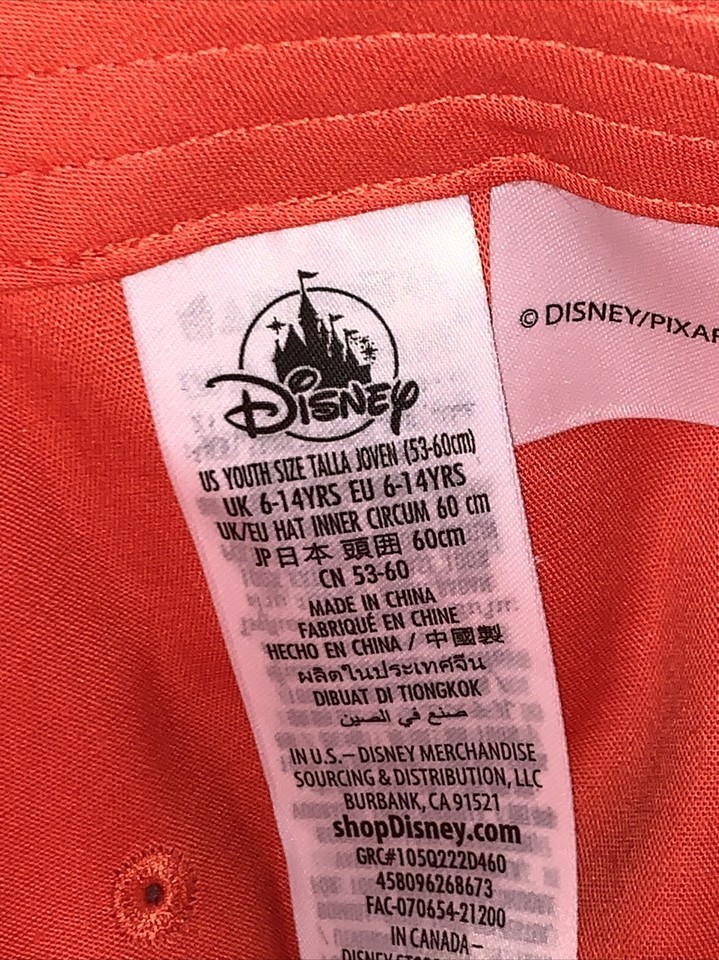 Disney
US YOUTH SIZE TALLA JOVEN (53-60cm)
UK 6-14YRS EU 6-14YRS
UK/EU HAT INNER CIRCUM 60 cm
JP日本 頭囲 60cm
CN 53-60
MADE IN CHINA
FABRIQUÉ EN CHINE
HECHO EN CHINA / 中國製
ผลิตในประเทศจีน
DIBUAT DI TIONGKOK
صنع في الصين
IN U.S.– DISNEY MERCHANDISE
SOURCING & DISTRIBUTION, LLC
BURBANK, CA 91521
shopDisney.com
GRC#105Q222D460
458096268673
FAC-070654-21200
IN CANADA–
DISNEY
© DISNEY/PIXAR